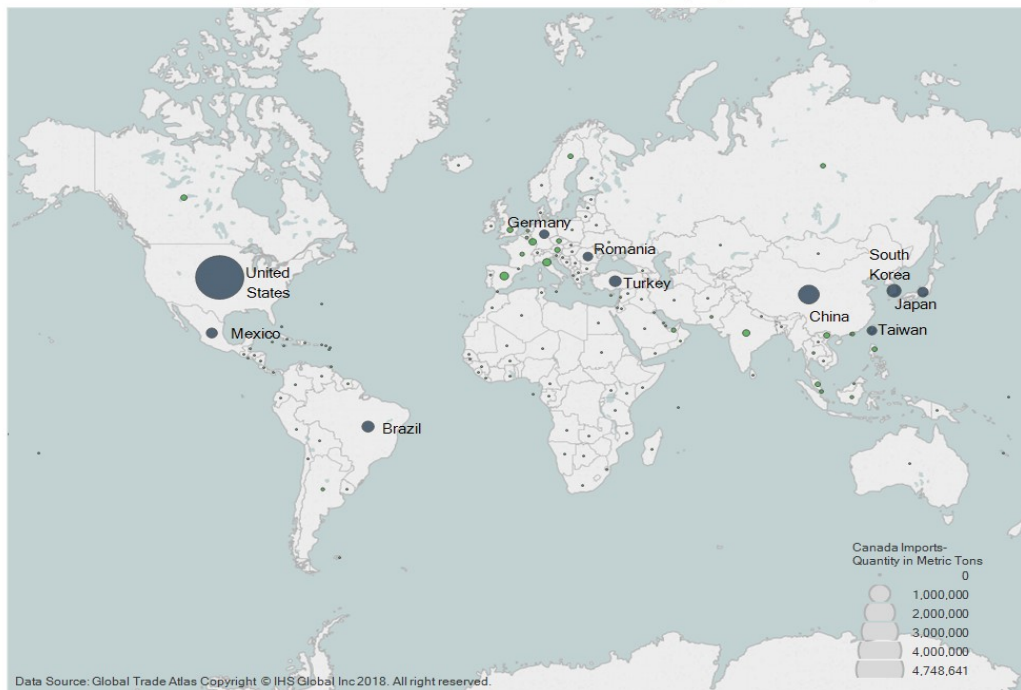 Germany
Romania
South
Korea
United
States
Turkey
Japan
China
Mexico
Taiwan
Brazil
Canada Imports-
Quantity in Metric Tons
0
1,000,000
2,000,000
3,000,000
4,000,000
4,748,641
Data Source: Global Trade Atlas Copyright © IHS Global Inc 2018. All right reserved.